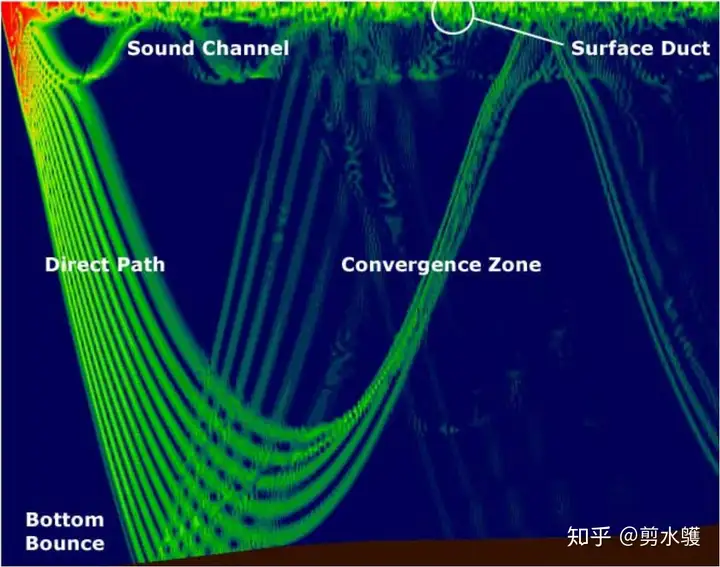 Sound Channel
Surface Duct
Direct Path
Convergence Zone
Bottom
Bounce
知乎 @剪水鸌